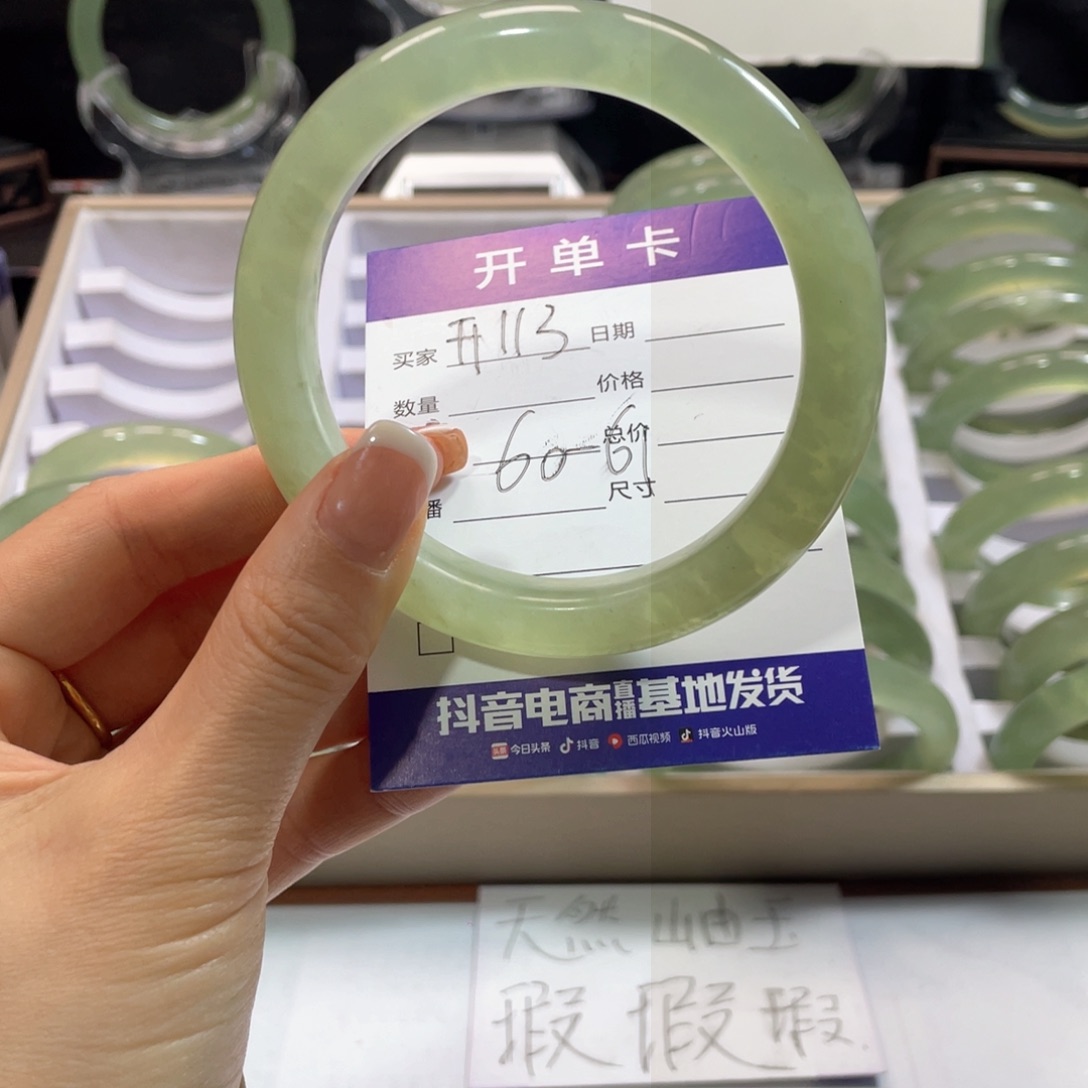 开单卡
买家 开113 日期
数量 价格
60-61 总价
播 尺寸
抖音电商直播基地发货
今日头条 抖音 西瓜视频 抖音火山版
天然岫玉
瑕瑕瑕.